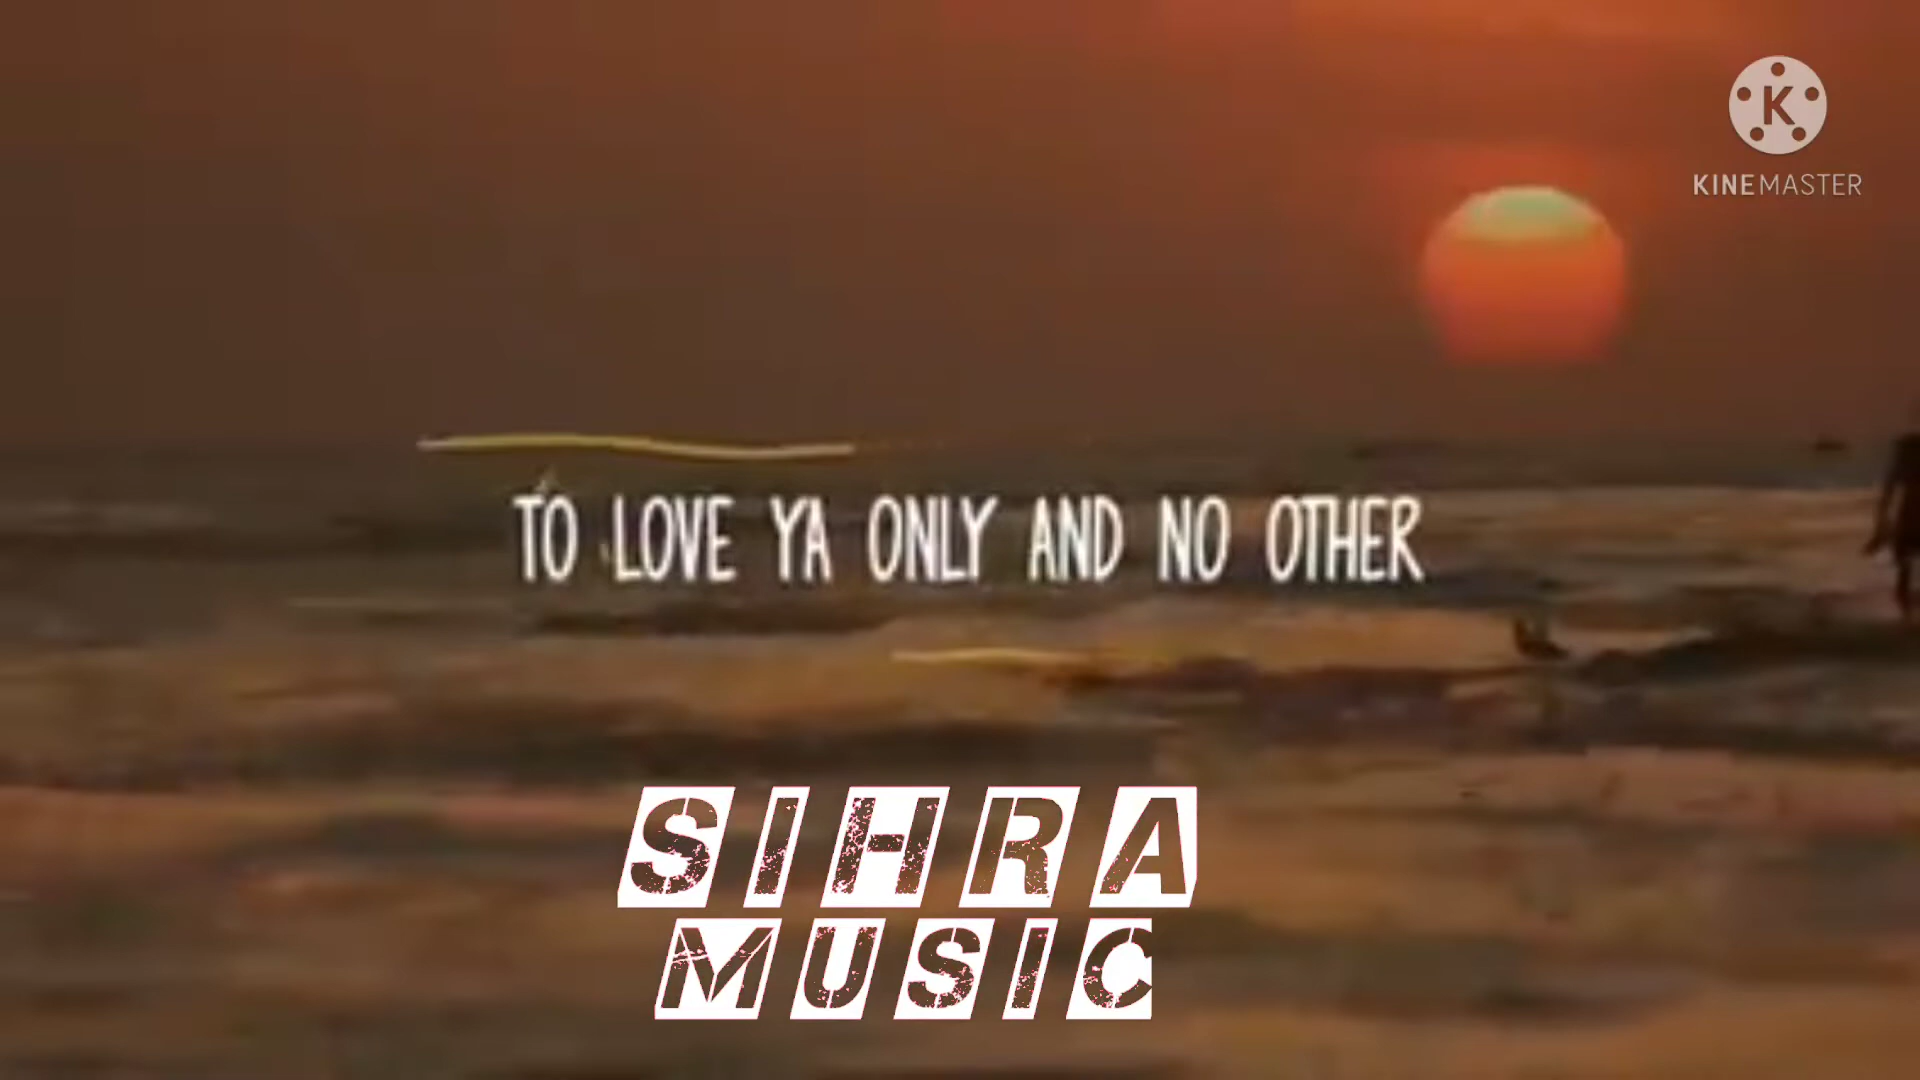 K
KINEMASTER
TO LOVE YA ONLY AND NO OTHER
SIHRA
MUSIC